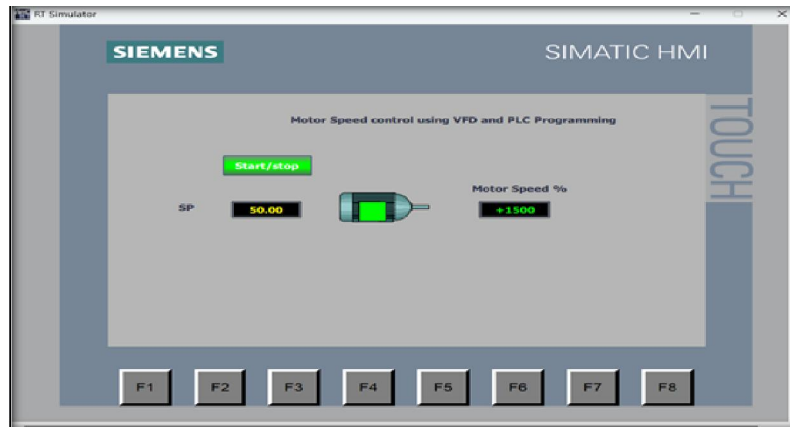 RT Simulator
SIEMENS
SIMATIC HMI
TOUCH
Motor Speed control using VFD and PLC Programming
Start/stop
Motor Speed %
SP
50.00
+1500
F1
F2
F3
F4
F5
F6
F7
F8